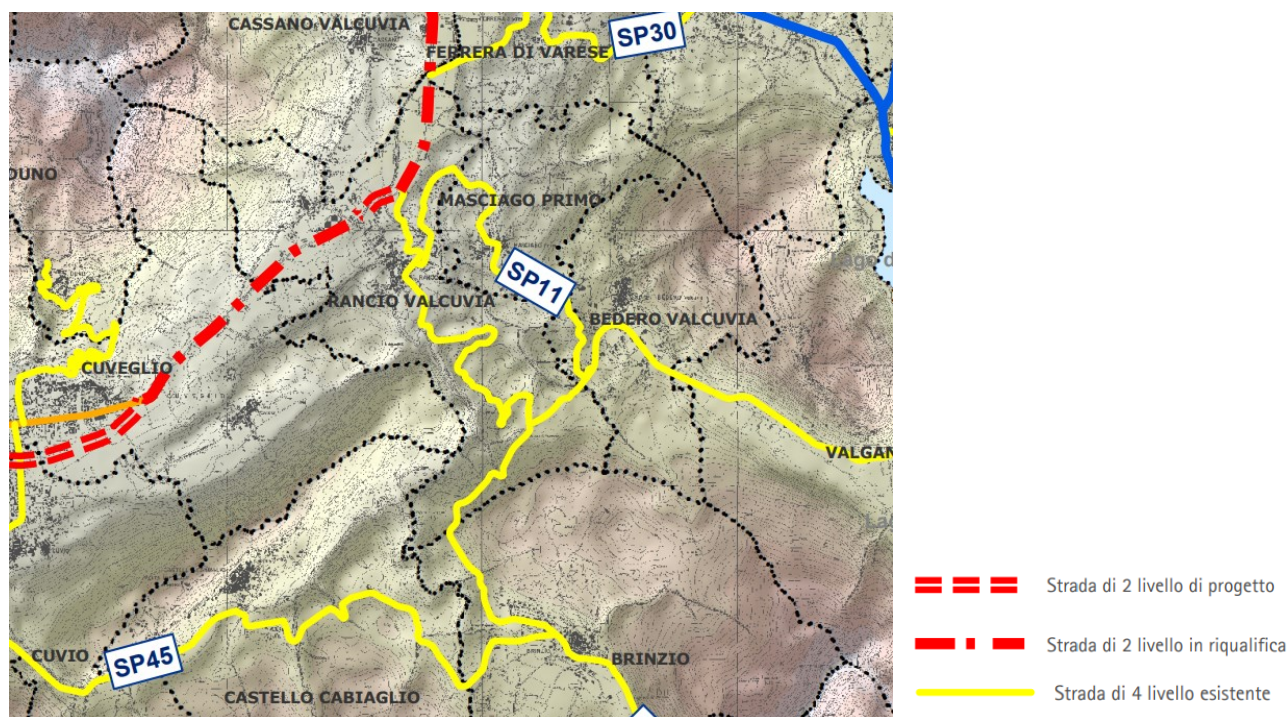 CASSANO VALCUVIA
SP30
FERRERA DI VARESE
DUNO
MASCIAGO PRIMO
Lago d
SP11
RANCIO VALCUVIA
BEDERO VALCUVIA
CUVEGLIO
VALGAN
La
CUVIO
SP45
BRINZIO
CASTELLO CABIAGLIO
Strada di 2 livello di progetto
Strada di 2 livello in riqualifica
Strada di 4 livello esistente